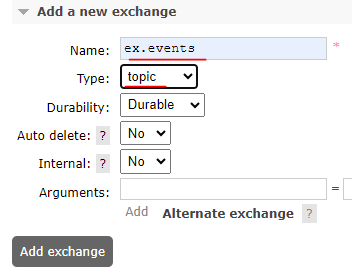 Add a new exchange
Name: ex.events *
Type: topic
Durability: Durable
Auto delete: ? No
Internal: ? No
Arguments: =
Add Alternate exchange ?
Add exchange